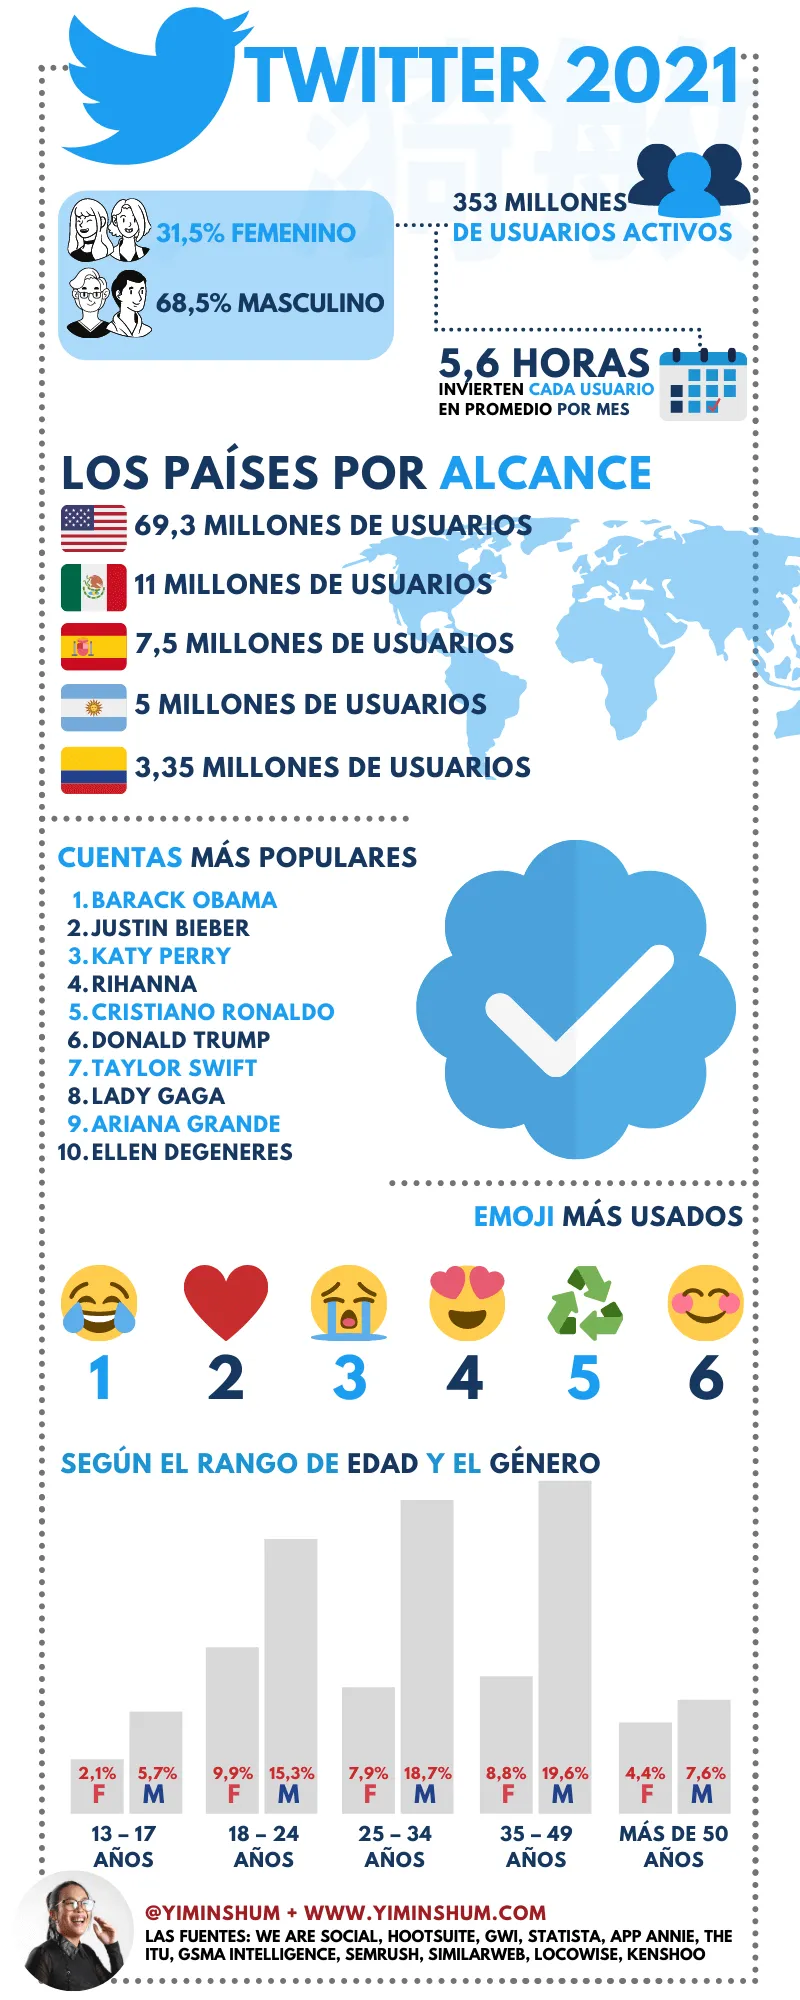 TWITTER 2021
353 MILLONES
DE USUARIOS ACTIVOS
31,5% FEMENINO
68,5% MASCULINO
5,6 HORAS
INVIERTEN CADA USUARIO
EN PROMEDIO POR MES
LOS PAÍSES POR ALCANCE
69,3 MILLONES DE USUARIOS
11 MILLONES DE USUARIOS
7,5 MILLONES DE USUARIOS
5 MILLONES DE USUARIOS
3,35 MILLONES DE USUARIOS
CUENTAS MÁS POPULARES
1. BARACK OBAMA
2. JUSTIN BIEBER
3. KATY PERRY
4. RIHANNA
5. CRISTIANO RONALDO
6. DONALD TRUMP
7. TAYLOR SWIFT
8. LADY GAGA
9. ARIANA GRANDE
10. ELLEN DEGENERES
EMOJI MÁS USADOS
1 2 3 4 5 6
SEGÚN EL RANGO DE EDAD Y EL GÉNERO
2,1% 5,7% 9,9% 15,3% 7,9% 18,7% 8,8% 19,6% 4,4% 7,6%
F M F M F M F M F M
13 – 17 18 – 24 25 – 34 35 – 49 MÁS DE 50
AÑOS AÑOS AÑOS AÑOS AÑOS
@YIMINSHUM + WWW.YIMINSHUM.COM
LAS FUENTES: WE ARE SOCIAL, HOOTSUITE, GWI, STATISTA, APP ANNIE, THE
ITU, GSMA INTELLIGENCE, SEMRUSH, SIMILARWEB, LOCOWISE, KENSHOO